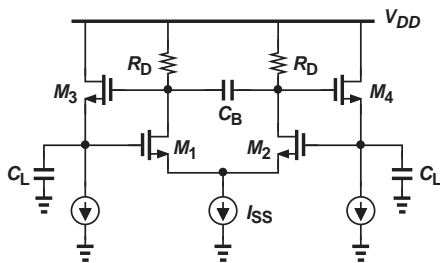 V_DD
R_D R_D
M_3 M_4
C_B
M_1 M_2
C_L C_L
I_SS